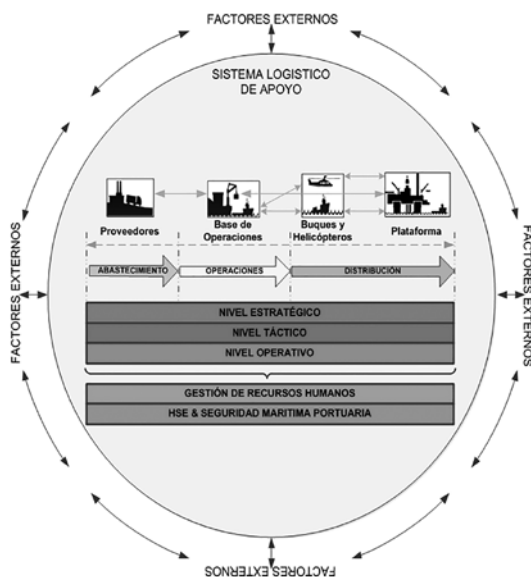 FACTORES EXTERNOS
SISTEMA LOGISTICO
DE APOYO
FACTORES EXTERNOS
FACTORES EXTERNOS
Proveedores
Base de
Operaciones
Buques y
Helicópteros
Plataforma
ABASTECIMIENTO
OPERACIONES
DISTRIBUCIÓN
NIVEL ESTRATÉGICO
NIVEL TÁCTICO
NIVEL OPERATIVO
GESTIÓN DE RECURSOS HUMANOS
HSE & SEGURIDAD MARITIMA PORTUARIA
FACTORES EXTERNOS